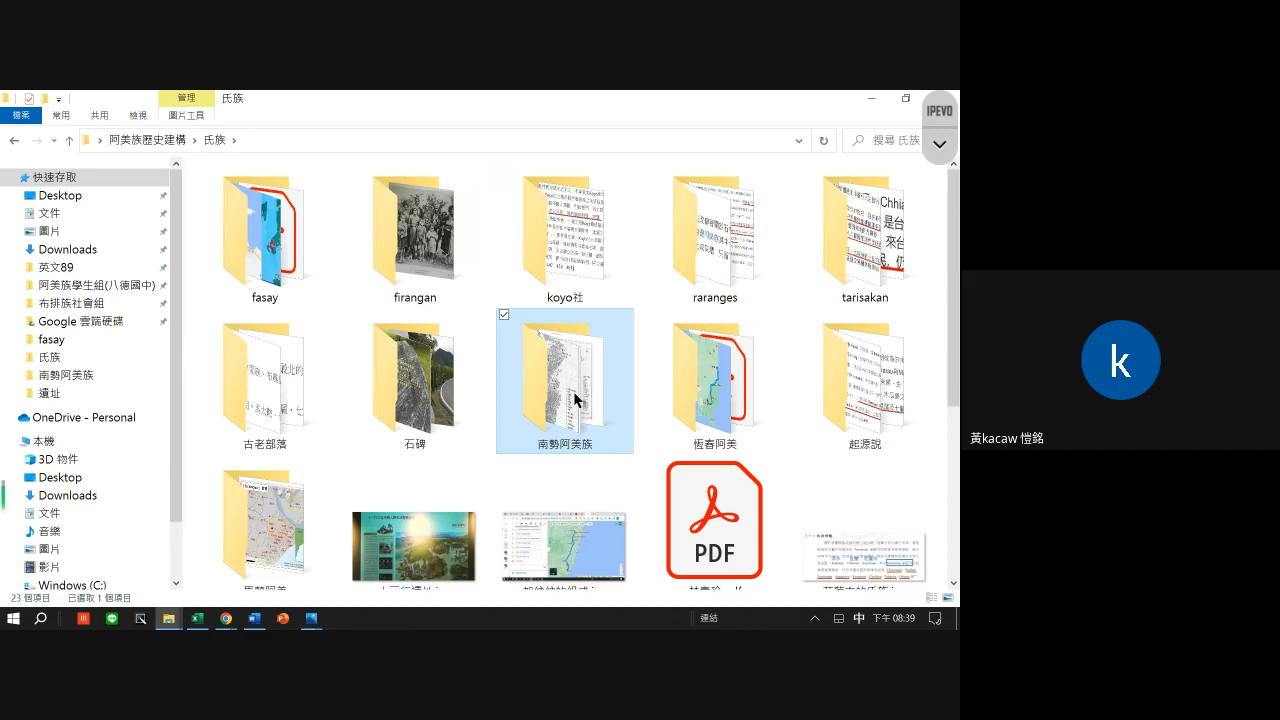 管理
氏族
檔案
常用
共用
檢視
圖片工具
IPEVO
阿美族歷史建構 › 氏族 ›
搜尋 氏族
快速存取
Desktop
文件
圖片
Downloads
英文89
阿美族學生組(八德國中)
布排族社會組
Google 雲端硬碟
fasay
氏族
南勢阿美族
遺址
OneDrive - Personal
本機
3D 物件
Desktop
Downloads
文件
音樂
圖片
影片
Windows (C:)
fasay
firangan
koyo社
raranges
tarisakan
古老部落
石碑
南勢阿美族
恆春阿美
起源說
PDF
23 個項目
已選取 1 個項目
連結
中
下午 08:39
k
黃kacaw 愷銘